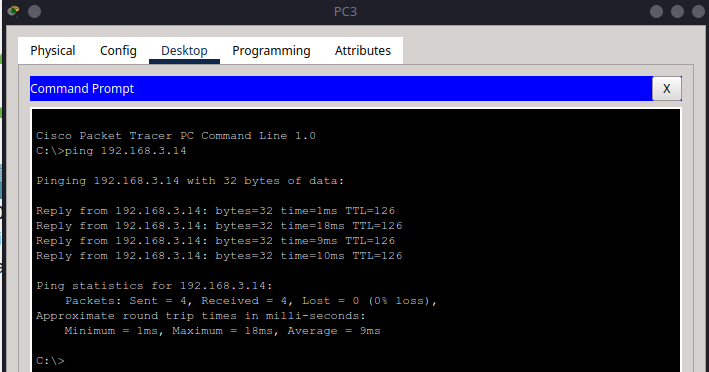 PC3
Physical Config Desktop Programming Attributes
Command Prompt X
Cisco Packet Tracer PC Command Line 1.0
C:\>ping 192.168.3.14
Pinging 192.168.3.14 with 32 bytes of data:
Reply from 192.168.3.14: bytes=32 time=1ms TTL=126
Reply from 192.168.3.14: bytes=32 time=18ms TTL=126
Reply from 192.168.3.14: bytes=32 time=9ms TTL=126
Reply from 192.168.3.14: bytes=32 time=10ms TTL=126
Ping statistics for 192.168.3.14:
Packets: Sent = 4, Received = 4, Lost = 0 (0% loss),
Approximate round trip times in milli-seconds:
Minimum = 1ms, Maximum = 18ms, Average = 9ms
C:\>